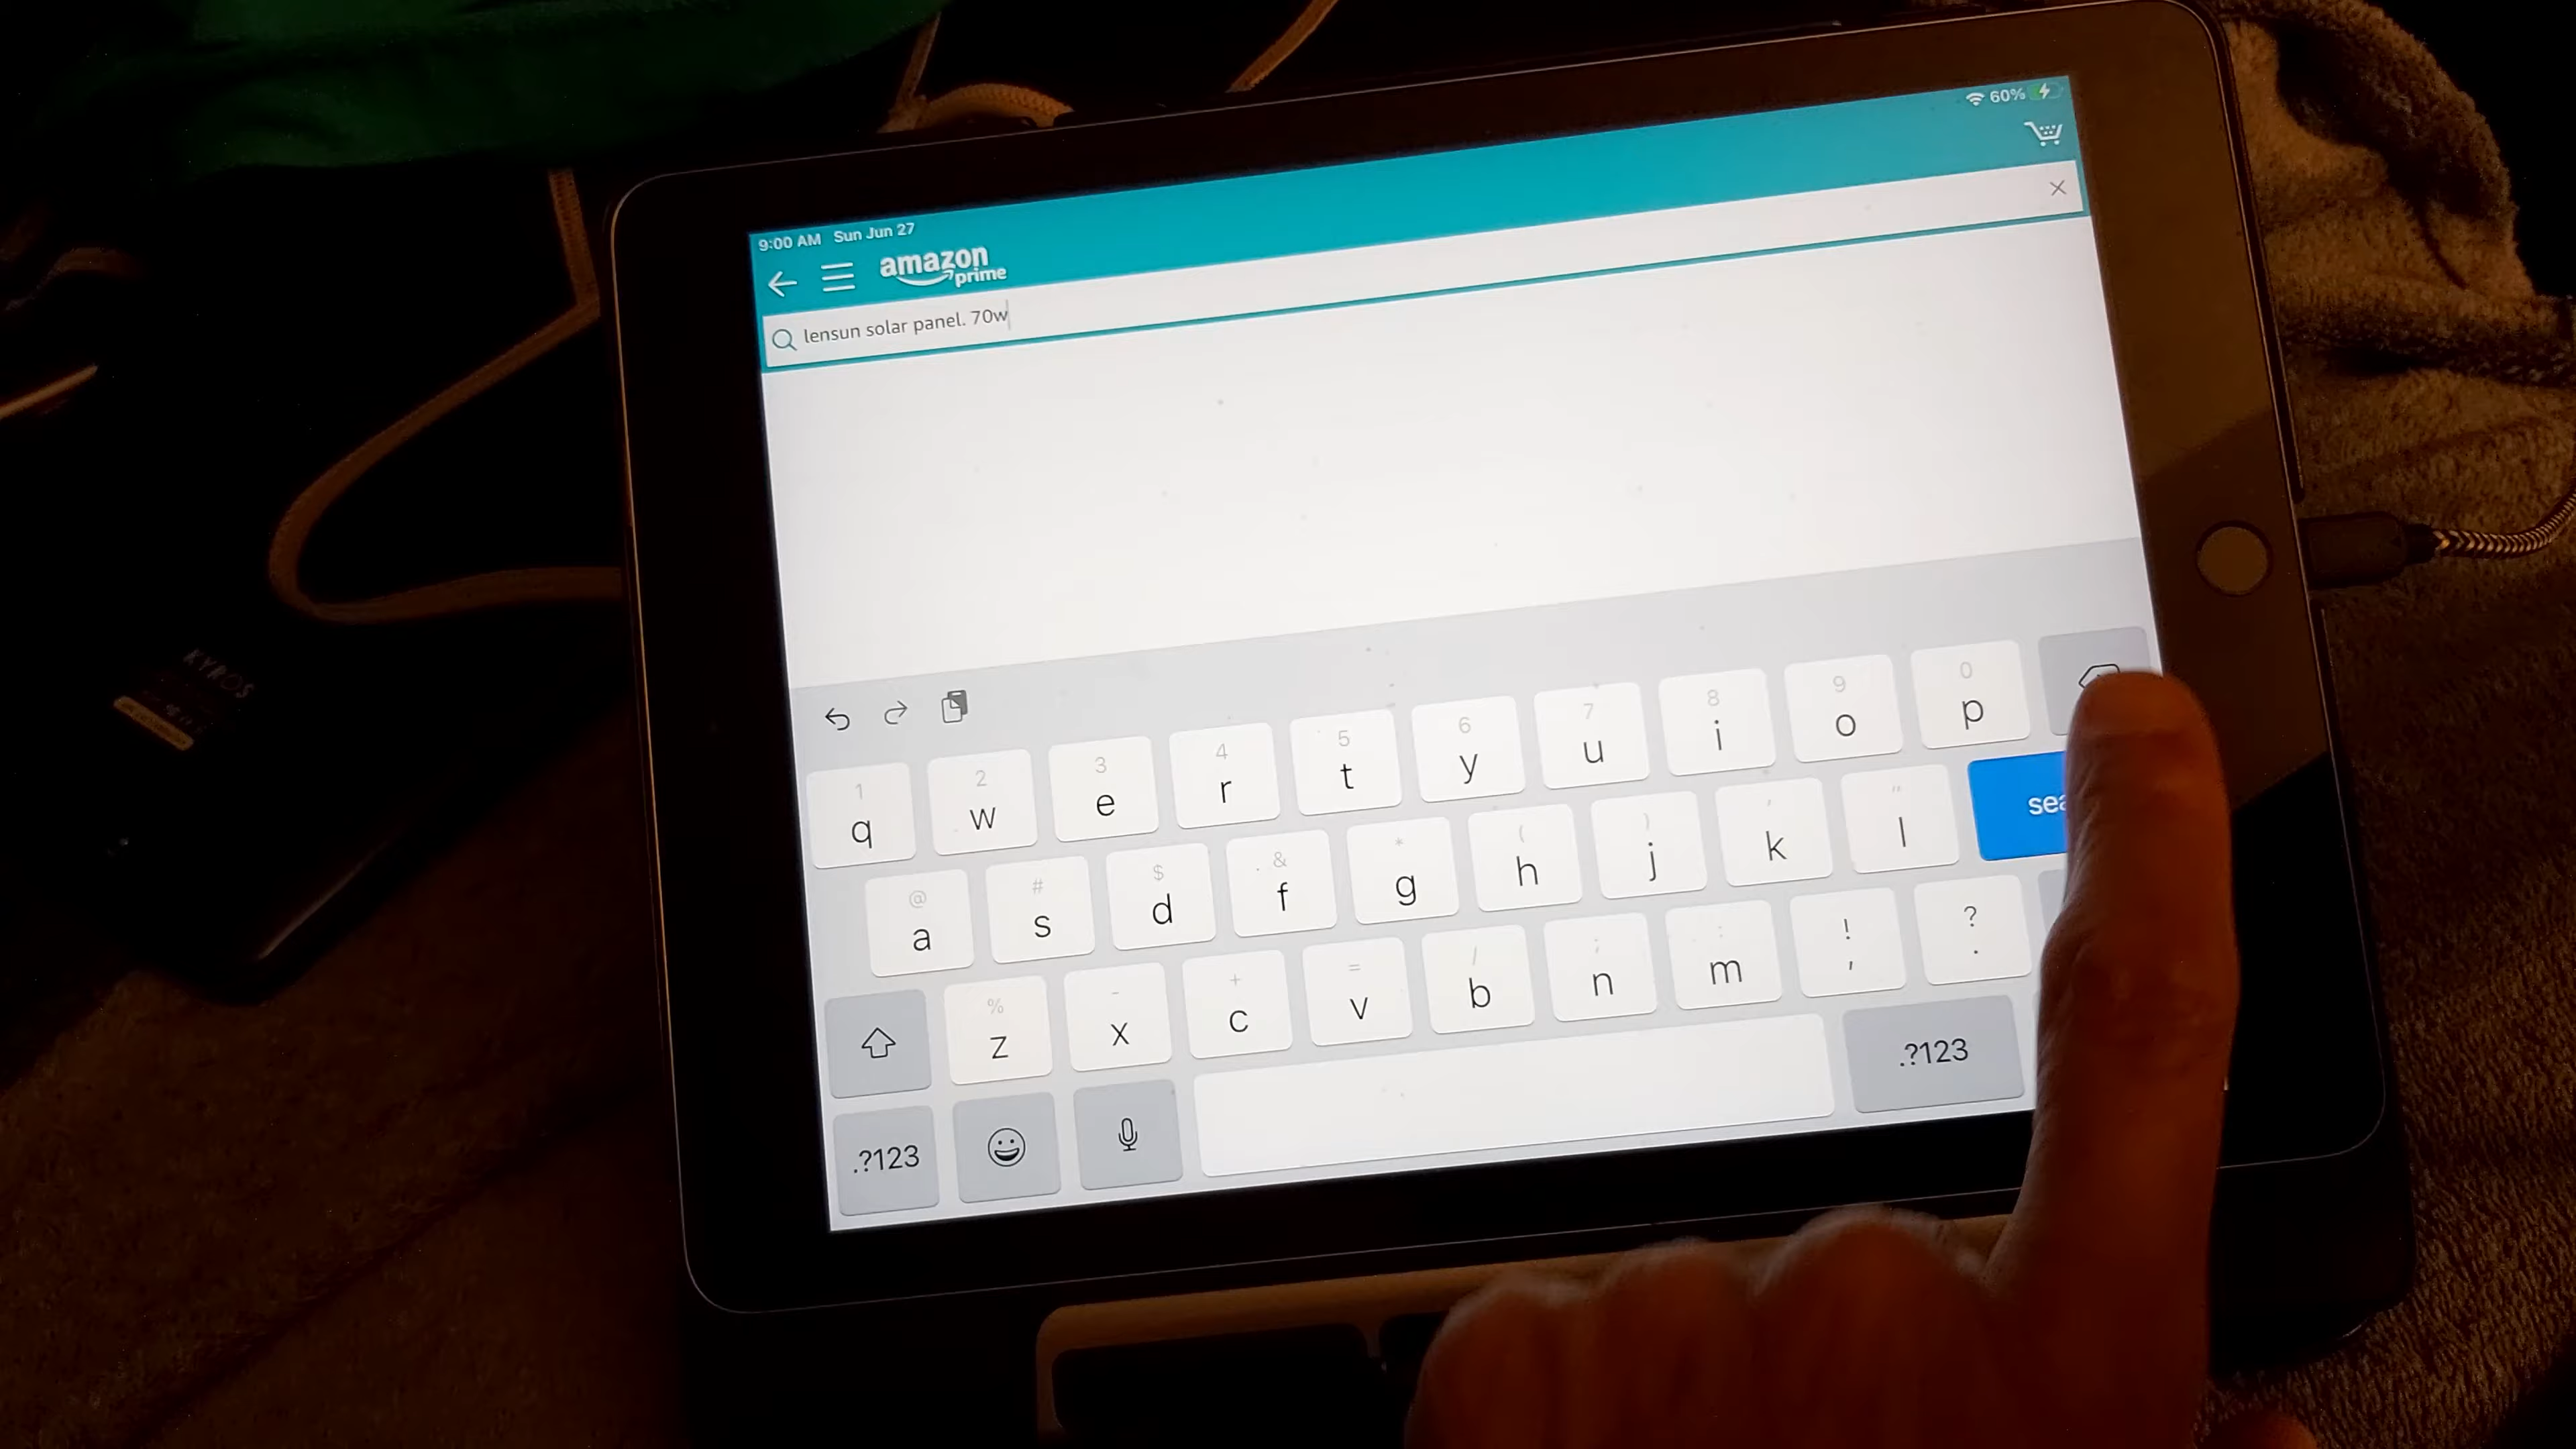 60%
9:00 AM Sun Jun 27
amazon
prime
lensun solar panel. 70w
1 2 3 4 5 6 7 8 9 0
q w e r t y u i o p
@ # $ & * ( ) ' "
a s d f g h j k l
% - + = / ; : ! ?
z x c v b n m , .
.?123 .?123
KYROS